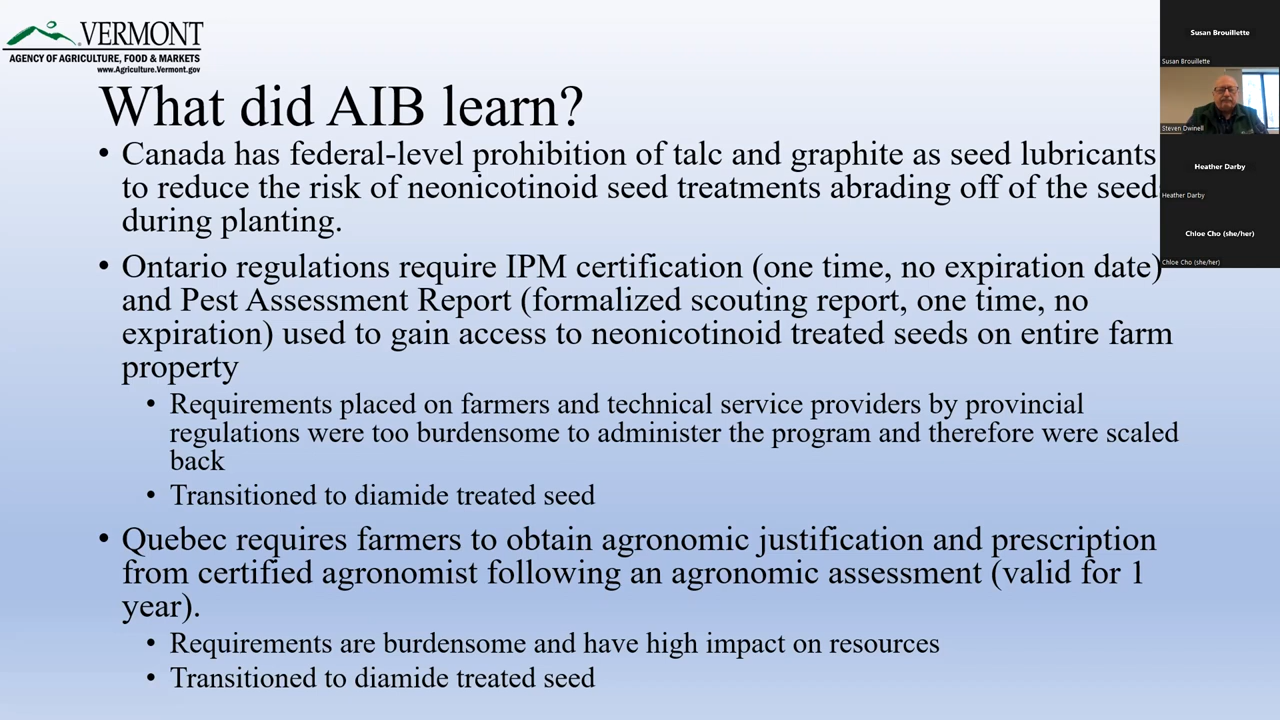 VERMONT
AGENCY OF AGRICULTURE, FOOD & MARKETS
www.Agriculture.Vermont.gov
What did AIB learn?
• Canada has federal-level prohibition of talc and graphite as seed lubricants
to reduce the risk of neonicotinoid seed treatments abrading off of the seed
during planting.
• Ontario regulations require IPM certification (one time, no expiration date)
and Pest Assessment Report (formalized scouting report, one time, no
expiration) used to gain access to neonicotinoid treated seeds on entire farm
property
• Requirements placed on farmers and technical service providers by provincial
regulations were too burdensome to administer the program and therefore were scaled
back
• Transitioned to diamide treated seed
• Quebec requires farmers to obtain agronomic justification and prescription
from certified agronomist following an agronomic assessment (valid for 1
year).
• Requirements are burdensome and have high impact on resources
• Transitioned to diamide treated seed
Susan Brouillette
Susan Brouillette
Steven Dwinell
Heather Darby
Heather Darby
Chloe Cho (she/her)
Chloe Cho (she/her)